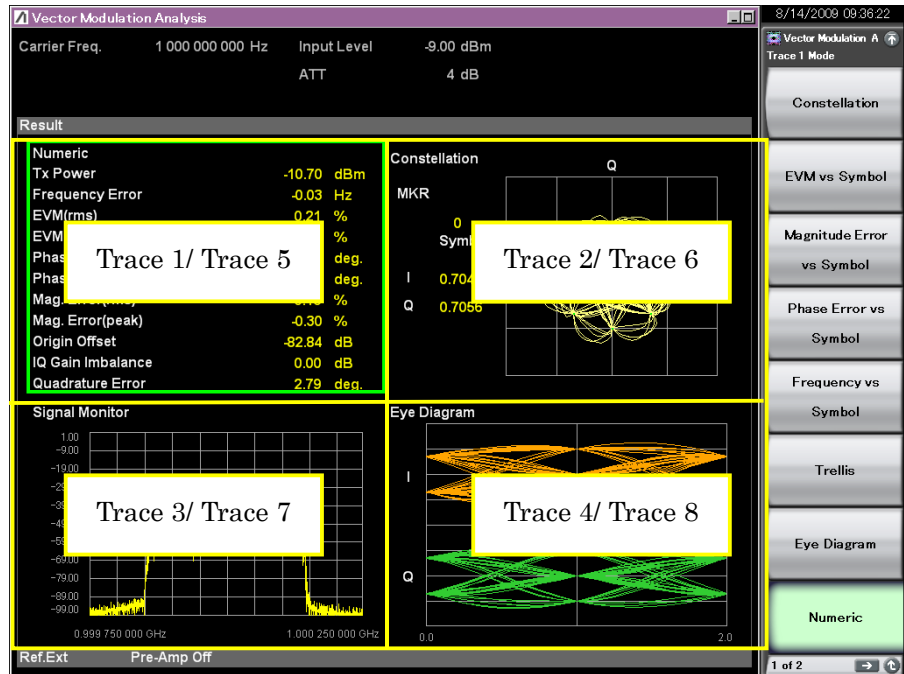 Vector Modulation Analysis
8/14/2009 09:36:22
Carrier Freq. 1 000 000 000 Hz Input Level -9.00 dBm
ATT 4 dB
Result
Numeric
Tx Power -10.70 dBm
Frequency Error -0.03 Hz
EVM(rms) 0.21 %
EVM %
deg.
deg.
%
Mag. Error(peak) -0.30 %
Origin Offset -82.84 dB
IQ Gain Imbalance 0.00 dB
Quadrature Error 2.79 deg.
Trace 1/ Trace 5
Constellation
Q
MKR
0
I
Q 0.7056
Trace 2/ Trace 6
Signal Monitor
1.00
-9.00
-19.00
-69.00
-79.00
-89.00
-99.00
0.999 750 000 GHz 1.000 250 000 GHz
Trace 3/ Trace 7
Eye Diagram
I
Q
0.0 2.0
Trace 4/ Trace 8
Ref.Ext Pre-Amp Off
Vector Modulation A
Trace 1 Mode
Constellation
EVM vs Symbol
Magnitude Error
vs Symbol
Phase Error vs
Symbol
Frequency vs
Symbol
Trellis
Eye Diagram
Numeric
1 of 2